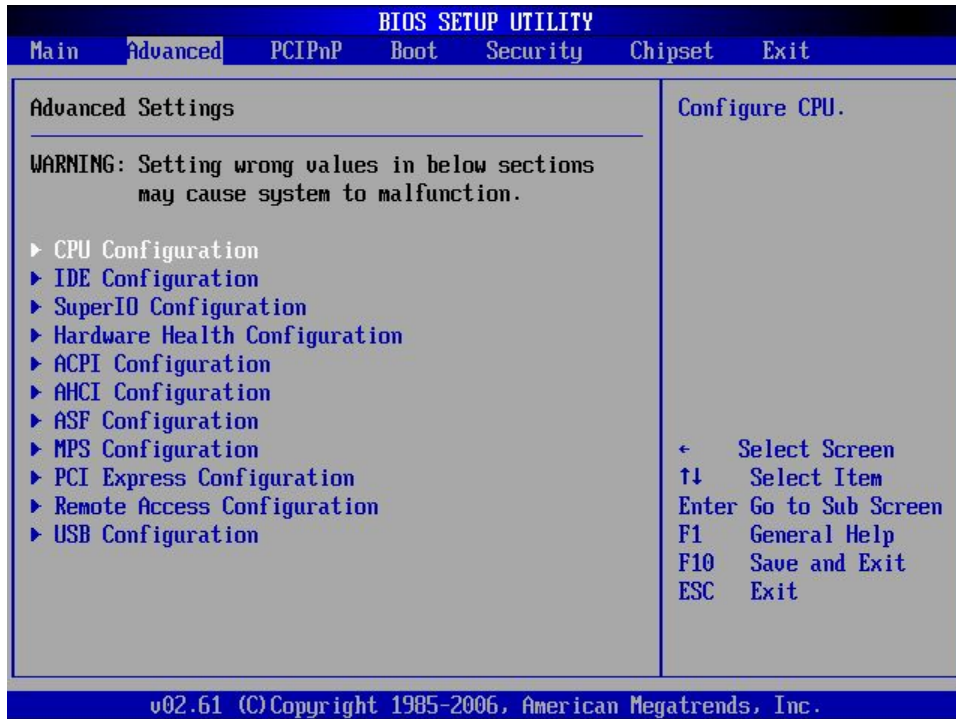 BIOS SETUP UTILITY
Main Advanced PCIPnP Boot Security Chipset Exit
Advanced Settings
WARNING: Setting wrong values in below sections
may cause system to malfunction.
▶ CPU Configuration
▶ IDE Configuration
▶ SuperIO Configuration
▶ Hardware Health Configuration
▶ ACPI Configuration
▶ AHCI Configuration
▶ ASF Configuration
▶ MPS Configuration
▶ PCI Express Configuration
▶ Remote Access Configuration
▶ USB Configuration
Configure CPU.
← Select Screen
↑↓ Select Item
Enter Go to Sub Screen
F1 General Help
F10 Save and Exit
ESC Exit
v02.61 (C)Copyright 1985-2006, American Megatrends, Inc.